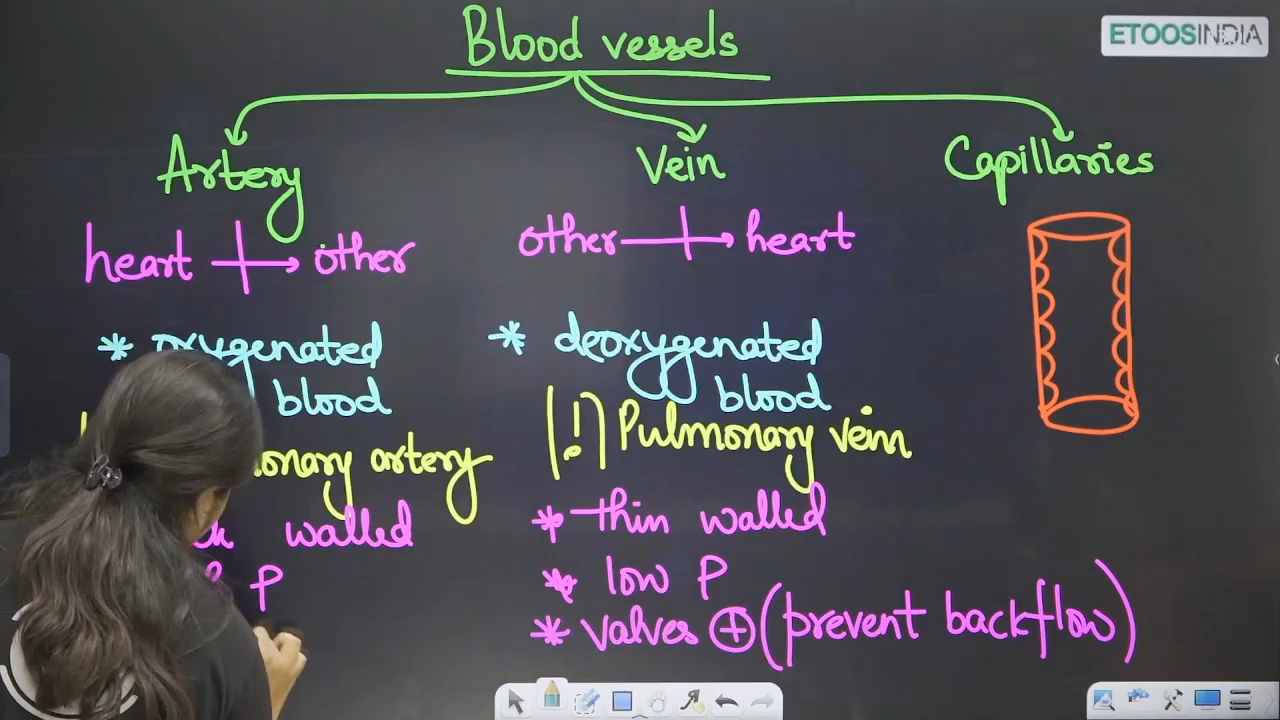 Blood vessels
ETOOSINDIA
Artery
Vein
Capillaries
heart → other
other → heart
* oxygenated
blood
* deoxygenated
blood
artery
(!) Pulmonary vein
walled
P
* thin walled
* low P
* valves ⊕ (prevent backflow)